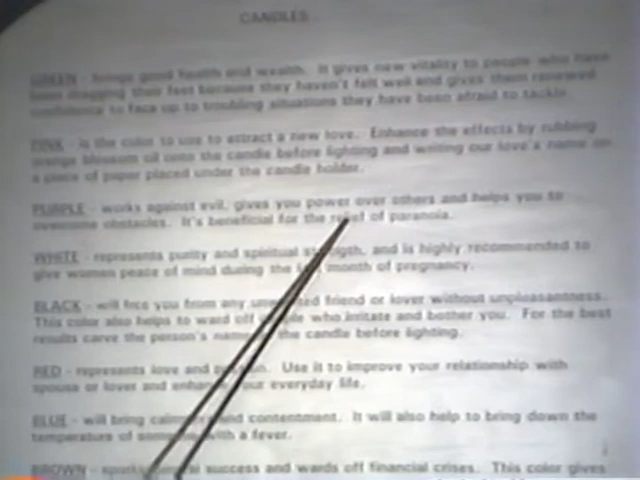 CANDLES
GREEN - brings good health and wealth. It gives new vitality to people who have
been dragging their feet because they haven't felt well and gives them renewed
confidence to face up to troubling situations they have been afraid to tackle.
PINK - is the color to use to attract a new love. Enhance the effects by rubbing
orange blossom oil onto the candle before lighting and writing our love's name on
a piece of paper placed under the candle holder.
PURPLE - works against evil, gives you power over others and helps you to
overcome obstacles. It's beneficial for the relief of paranoia.
WHITE - represents purity and spiritual strength, and is highly recommended to
give women peace of mind during the month of pregnancy.
BLACK - will free you from any friend or lover without unpleasantness.
This color also helps to ward off who irritate and bother you. For the best
results carve the person's name the candle before lighting.
RED - represents love and Use it to improve your relationship with
spouse or lover and enhance your everyday life.
BLUE - will bring calmness and contentment. It will also help to bring down the
temperature of someone with a fever.
BROWN - success and wards off financial crises. This color gives